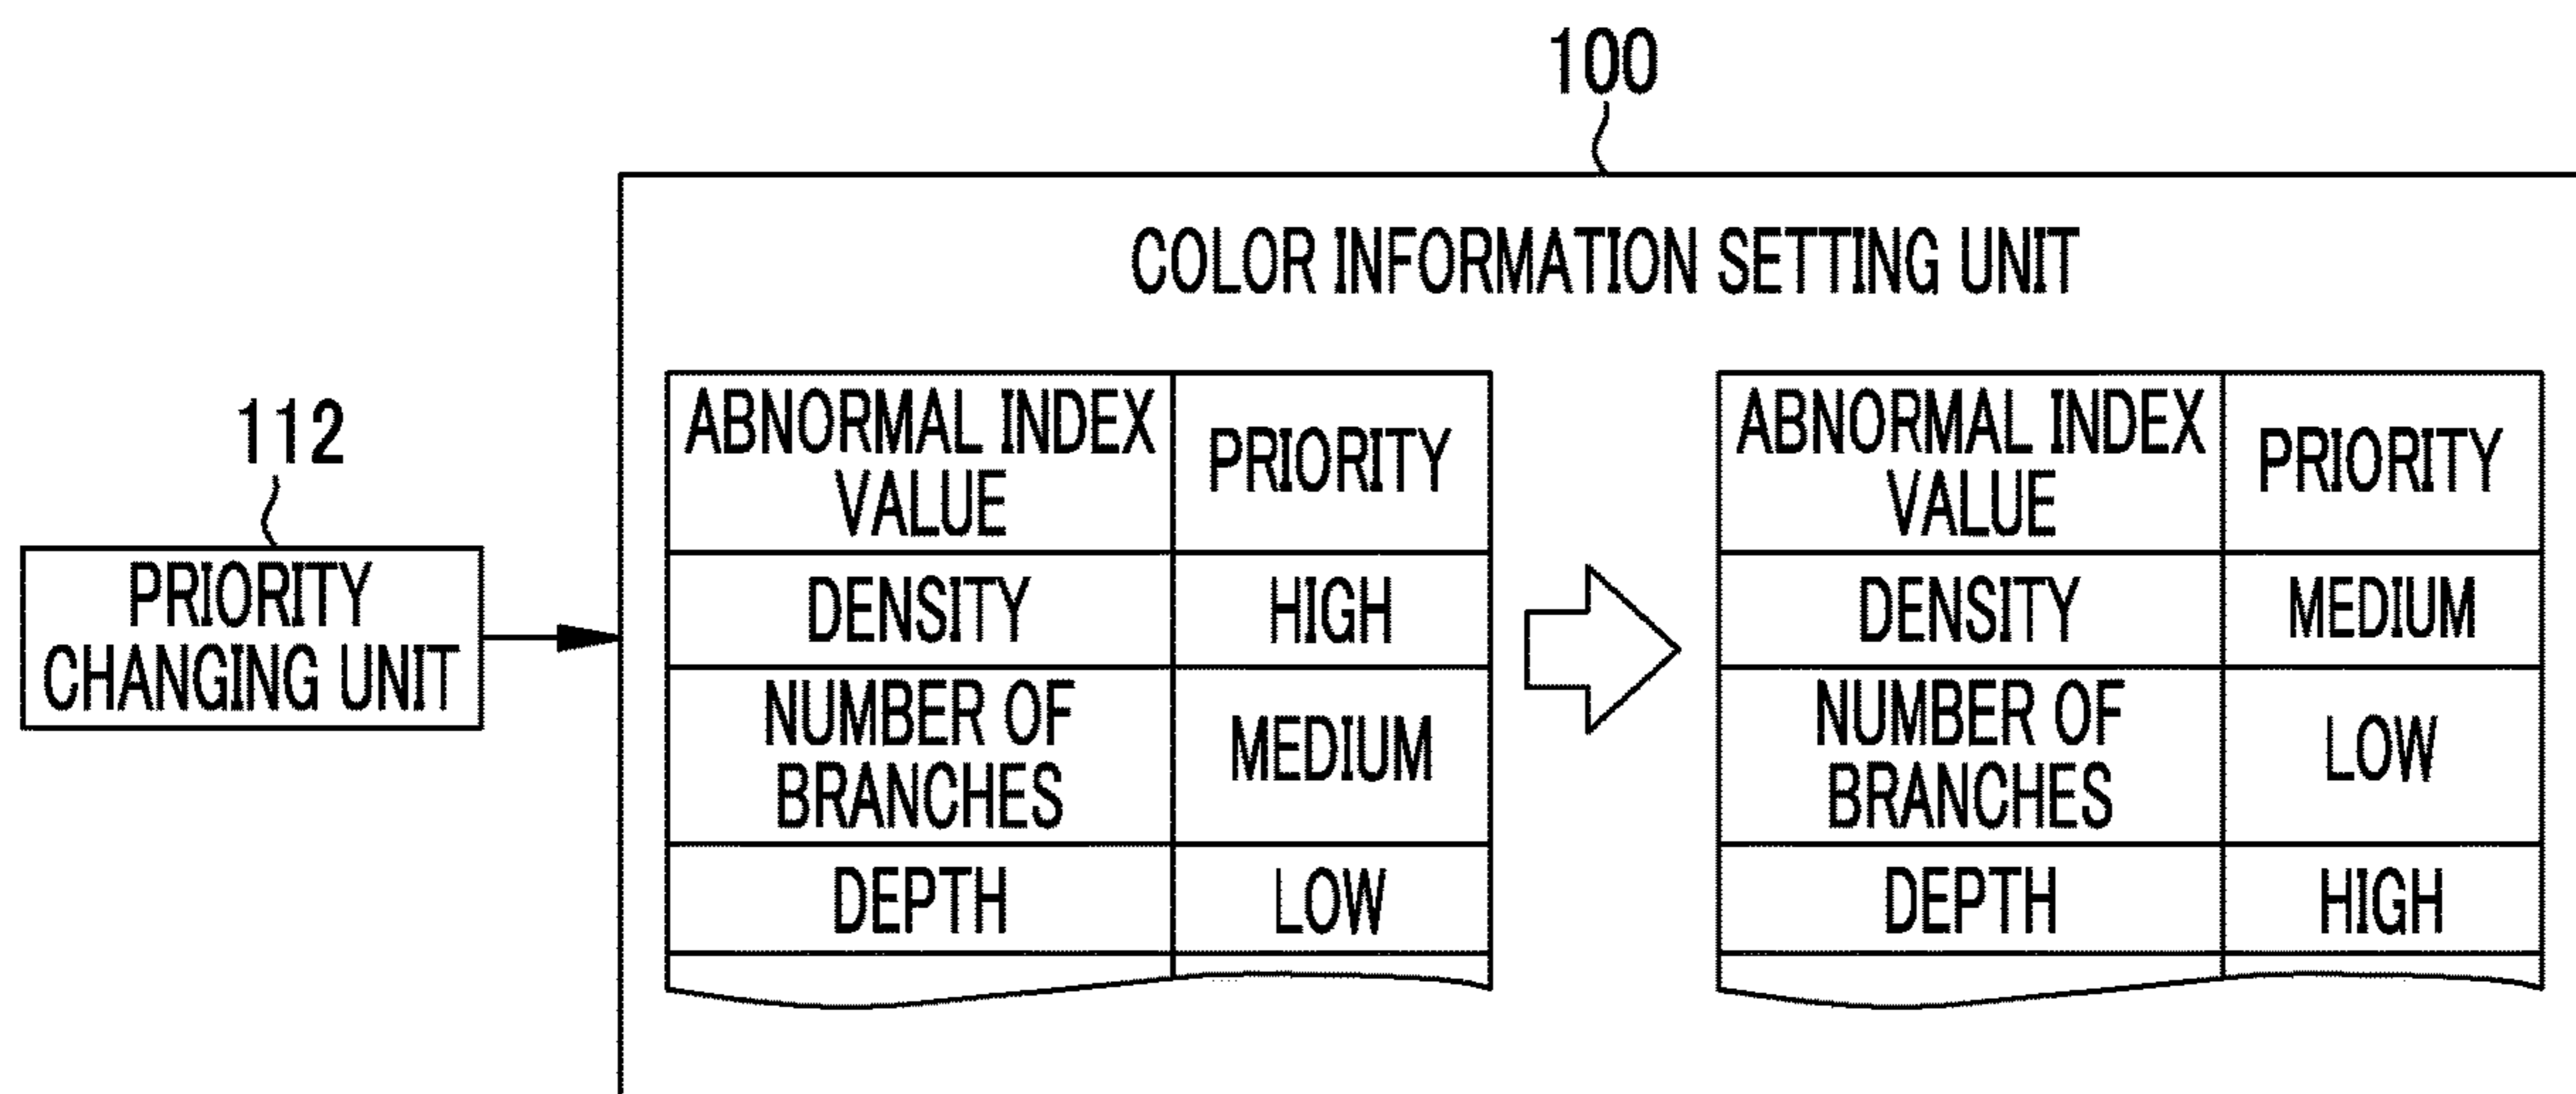 100
COLOR INFORMATION SETTING UNIT
112
PRIORITY
CHANGING UNIT
ABNORMAL INDEX
VALUE
PRIORITY
DENSITY
HIGH
NUMBER OF
BRANCHES
MEDIUM
DEPTH
LOW
ABNORMAL INDEX
VALUE
PRIORITY
DENSITY
MEDIUM
NUMBER OF
BRANCHES
LOW
DEPTH
HIGH